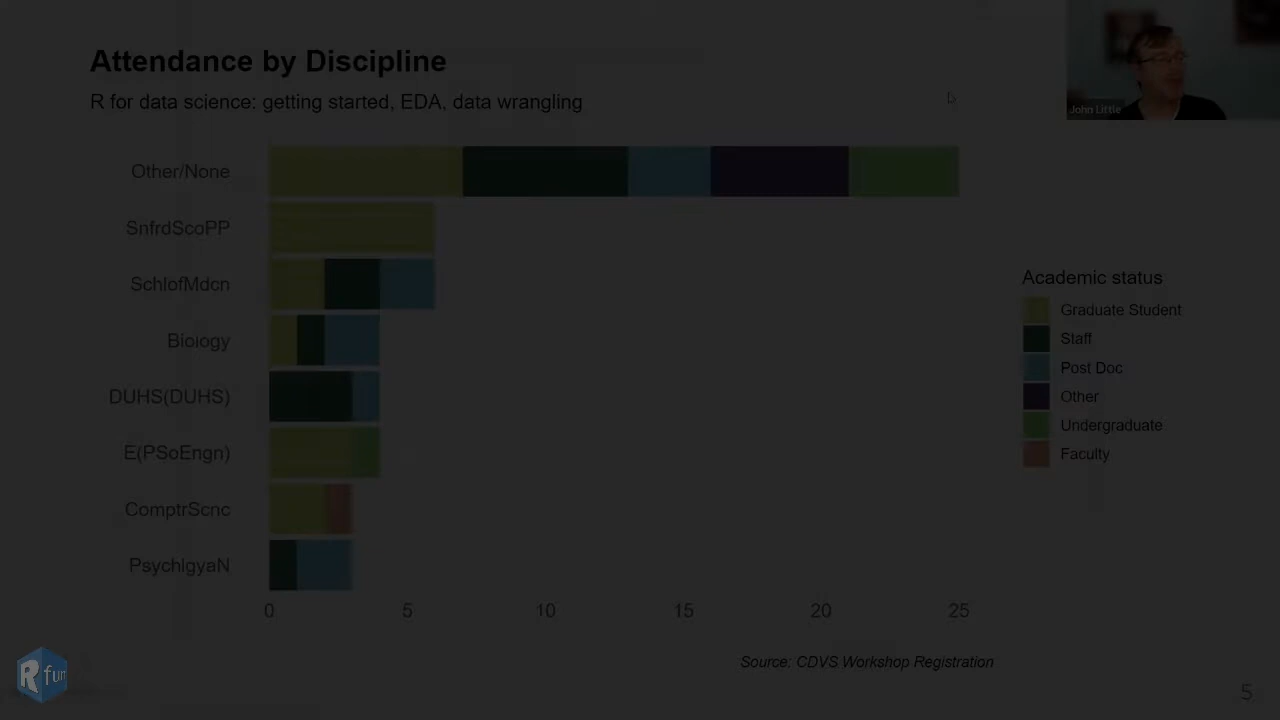 Attendance by Discipline
R for data science: getting started, EDA, data wrangling
John Little
Other/None
SnfrdScoPP
SchlofMdcn
Biology
DUHS(DUHS)
E(PSoEngn)
ComptrScnc
PsychlgyaN
0 5 10 15 20 25
Academic status
Graduate Student
Staff
Post Doc
Other
Undergraduate
Faculty
Source: CDVS Workshop Registration
R fun
5